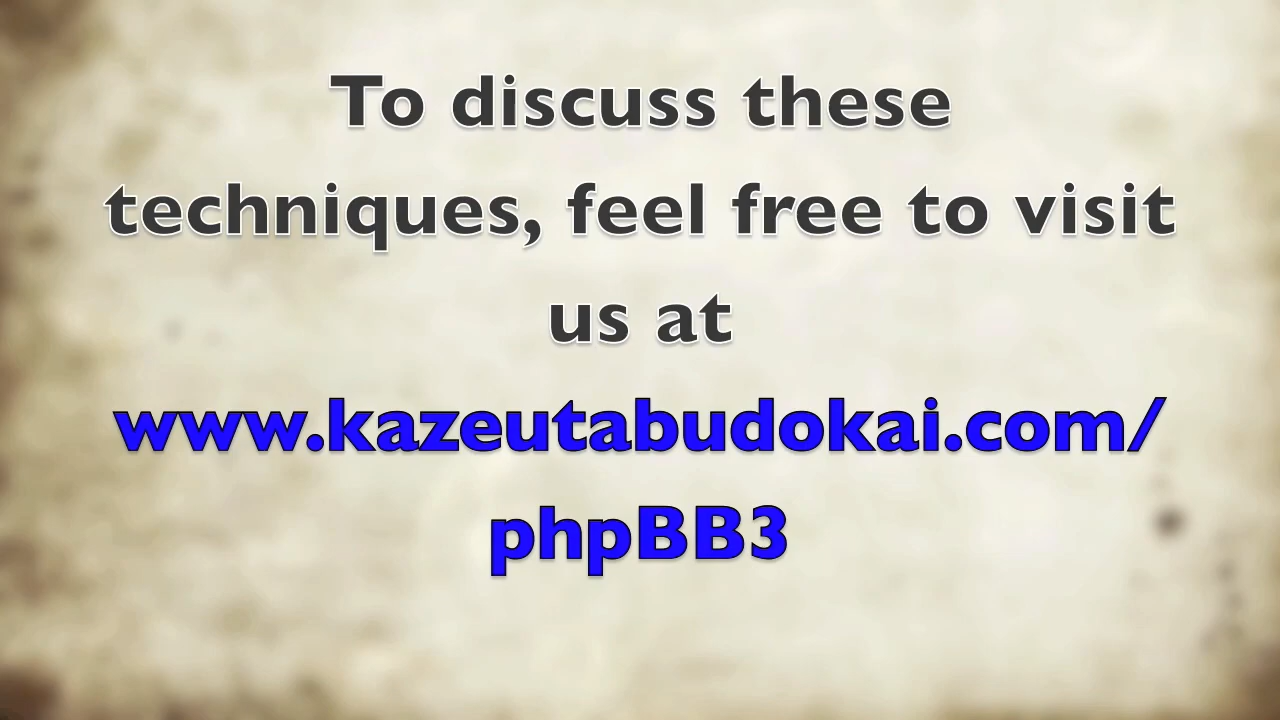 To discuss these
techniques, feel free to visit
us at
www.kazeutabudokai.com/
phpBB3